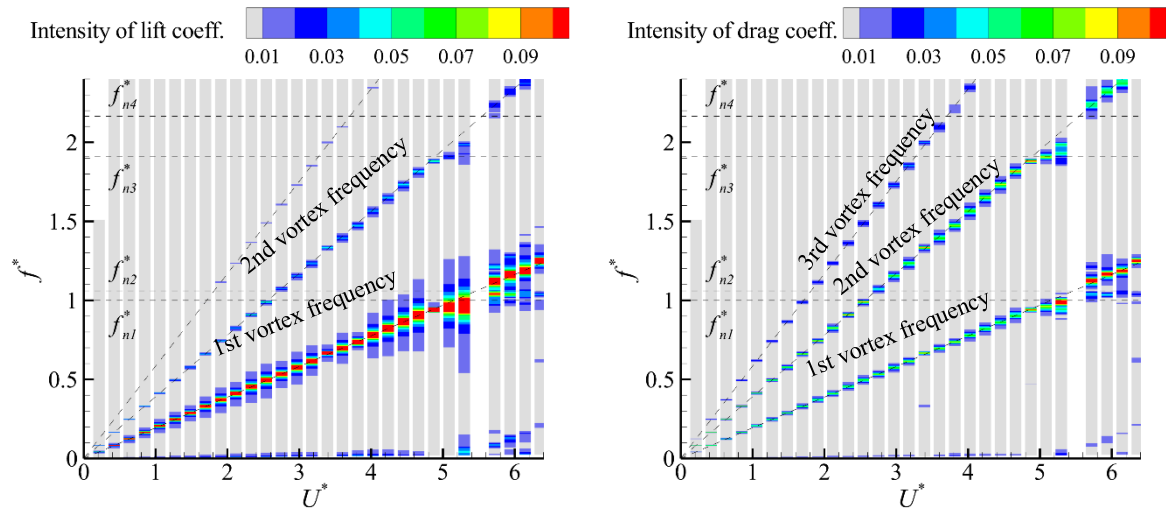 Intensity of lift coeff.
0.01 0.03 0.05 0.07 0.09
f*
2
1.5
1
0.5
0
f*n4
f*n3
f*n2
f*n1
2nd vortex frequency
1st vortex frequency
0 1 2 3 4 5 6
U*
Intensity of drag coeff.
0.01 0.03 0.05 0.07 0.09
f*
2
1.5
1
0.5
0
f*n4
f*n3
f*n2
f*n1
3rd vortex frequency
2nd vortex frequency
1st vortex frequency
0 1 2 3 4 5 6
U*